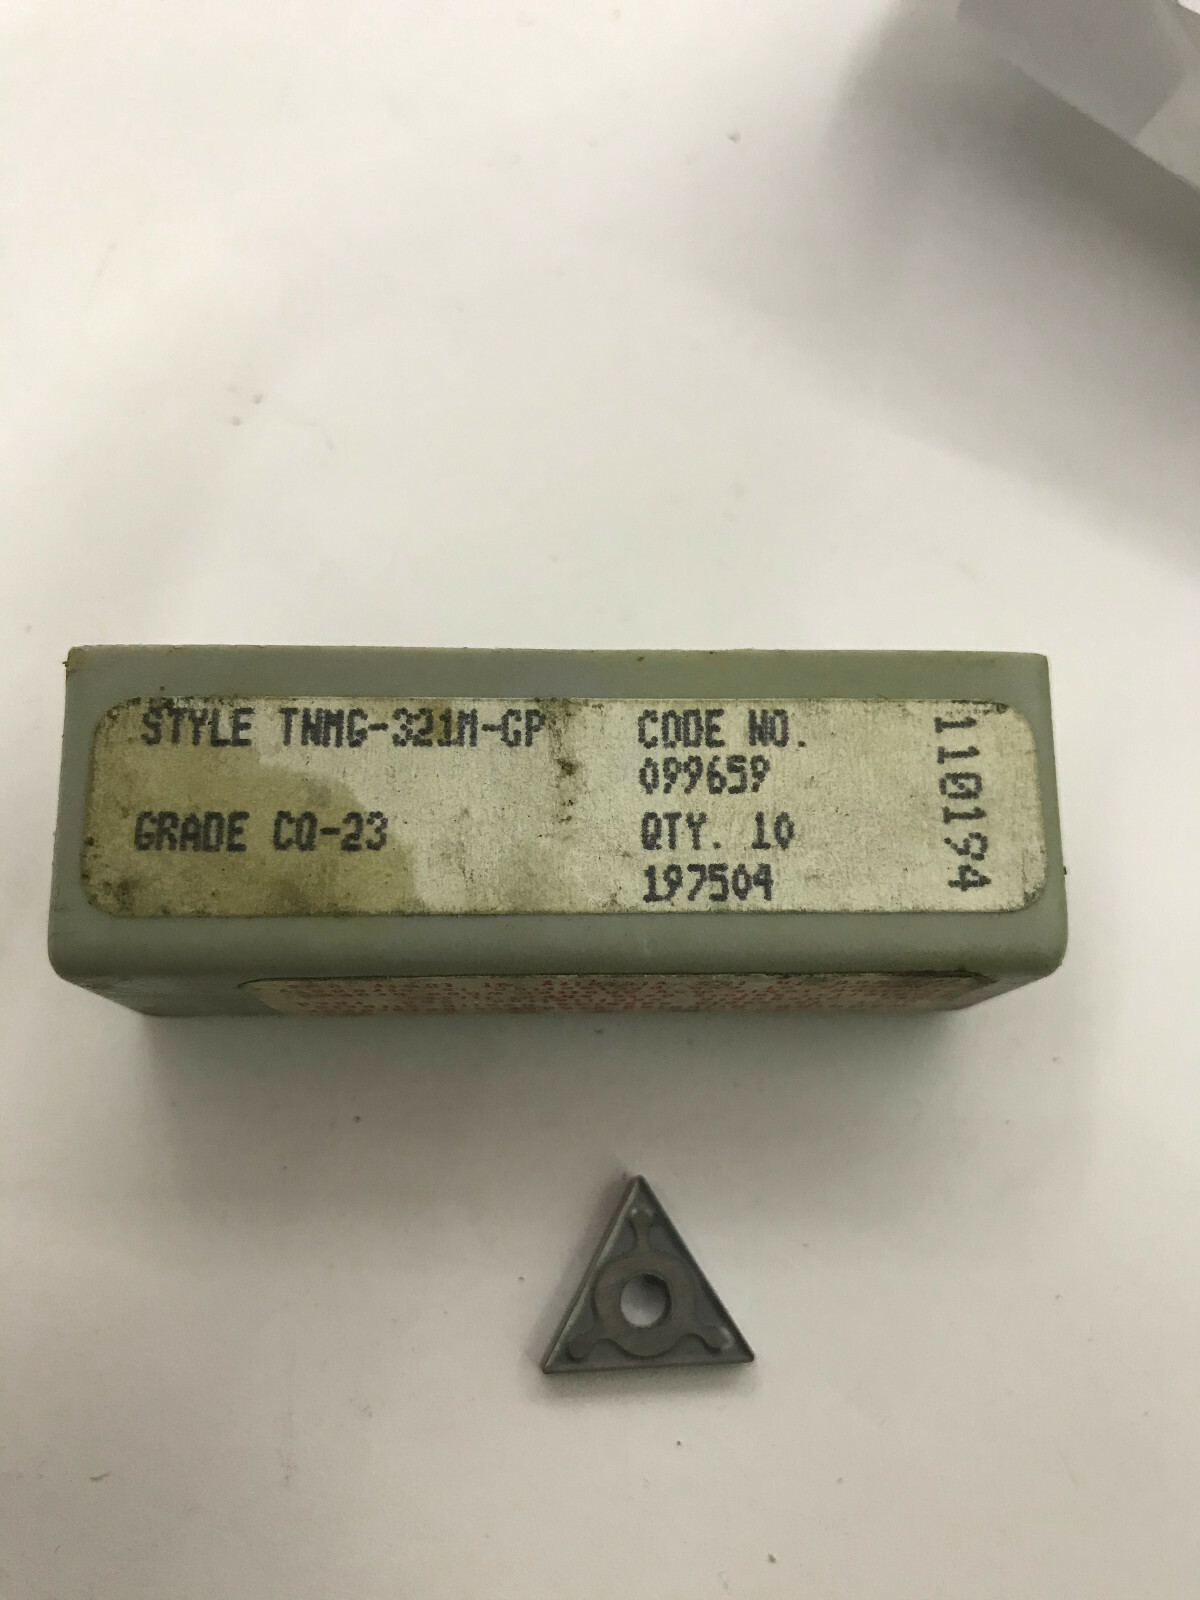 STYLE TNMG-321M-GP
GRADE CQ-23
CODE NO.
099659
QTY. 10
197504
110194